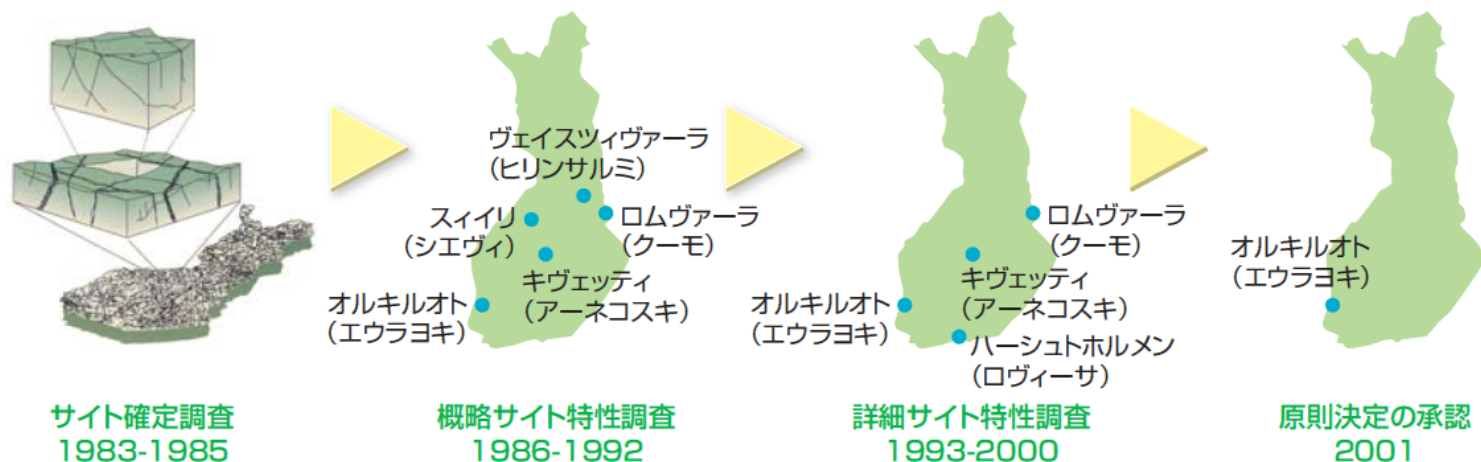 ヴェイスツィヴァーラ
（ヒリンサルミ）
スィイリ
（シエヴィ）
ロムヴァーラ
（クーモ）
キヴェッティ
（アーネコスキ）
オルキルオト
（エウラヨキ）
ロムヴァーラ
（クーモ）
キヴェッティ
（アーネコスキ）
オルキルオト
（エウラヨキ）
ハーシュトホルメン
（ロヴィーサ）
オルキルオト
（エウラヨキ）
サイト確定調査
1983-1985
概略サイト特性調査
1986-1992
詳細サイト特性調査
1993-2000
原則決定の承認
2001